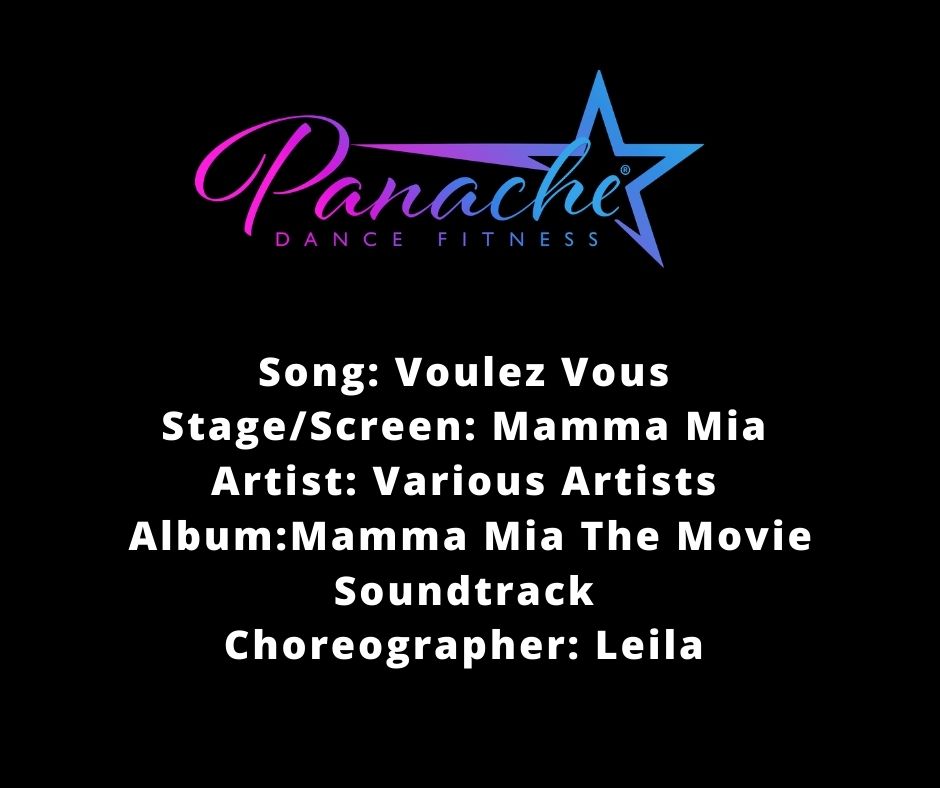 Panache®
DANCE FITNESS
Song: Voulez Vous
Stage/Screen: Mamma Mia
Artist: Various Artists
Album:Mamma Mia The Movie
Soundtrack
Choreographer: Leila